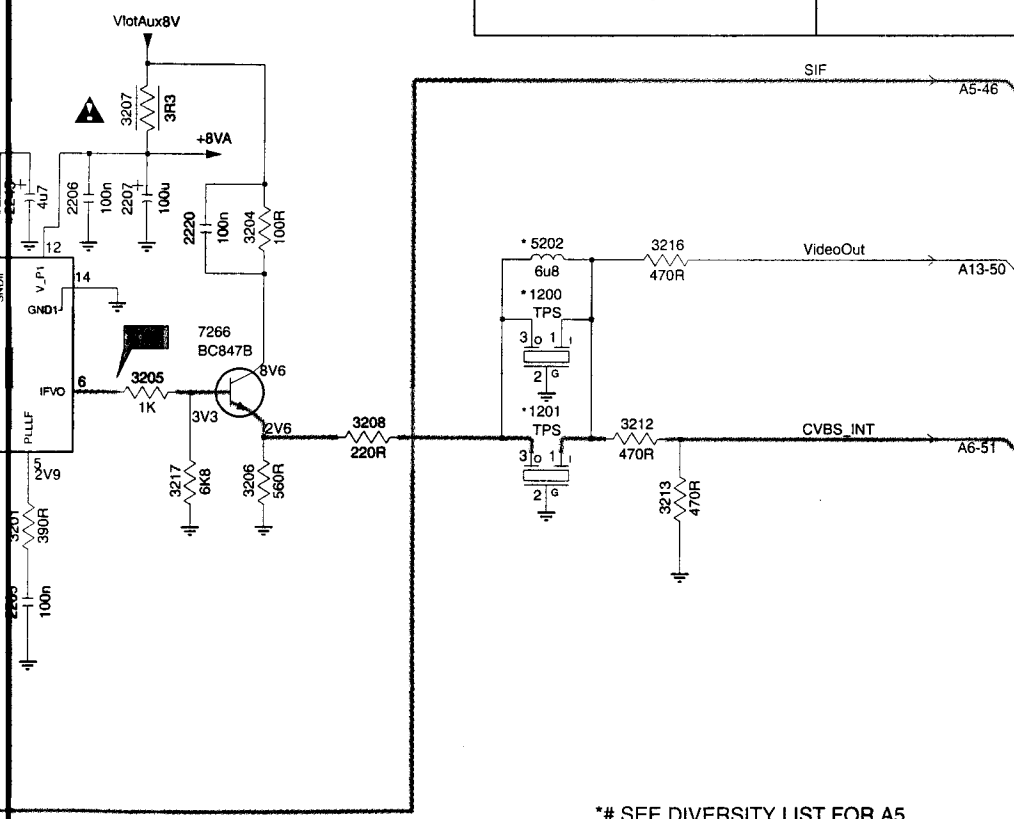 VlotAux8V
SIF
A5-46
3207
3R3
+8VA
4u7
2206
100n
2207
+
100u
2220
100n
3204
100R
12
V_P1
14
GND1
* 5202
6u8
3216
470R
VideoOut
A13-50
* 1200
TPS
3 O 1 I
2 G
7266
BC847B
8V6
IFVO
6
3205
1K
3V3
2V6
3208
220R
*1201
TPS
3 O 1 I
2 G
3212
470R
CVBS_INT
A6-51
PLLLF
5
2V9
3217
6K8
3206
560R
3213
470R
3201
390R
100n
*# SEE DIVERSITY LIST FOR A5